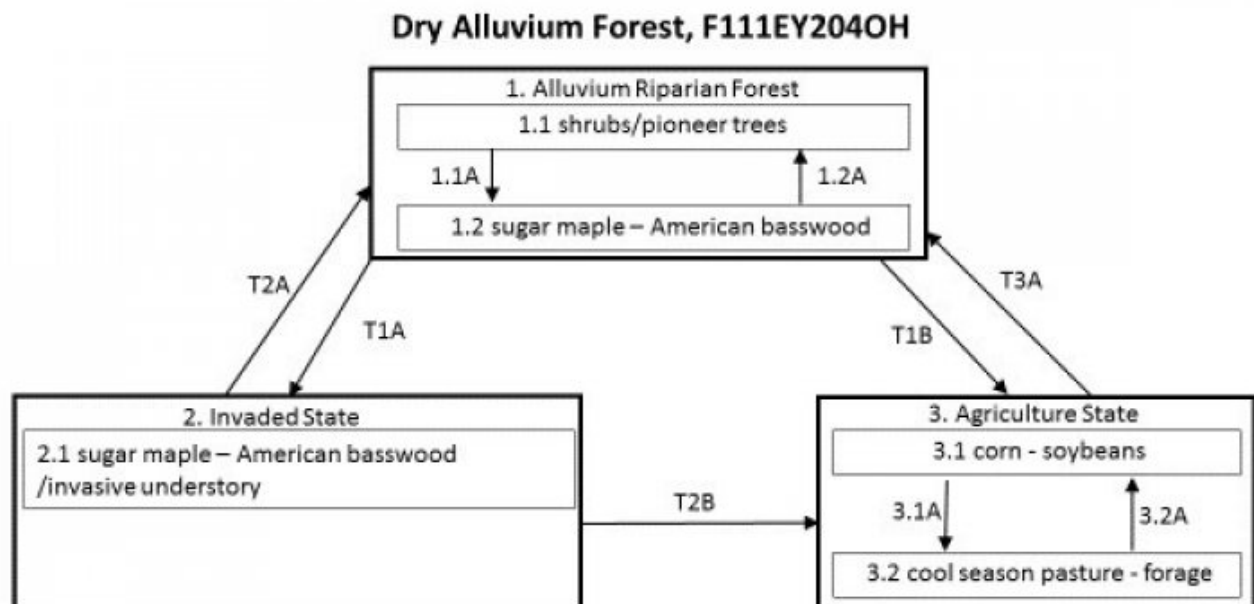 Dry Alluvium Forest, F111EY204OH
1. Alluvium Riparian Forest
1.1 shrubs/pioneer trees
1.1A
1.2A
1.2 sugar maple – American basswood
T2A
T1A
T1B
T3A
2. Invaded State
2.1 sugar maple – American basswood
/invasive understory
T2B
3. Agriculture State
3.1 corn - soybeans
3.1A
3.2A
3.2 cool season pasture - forage